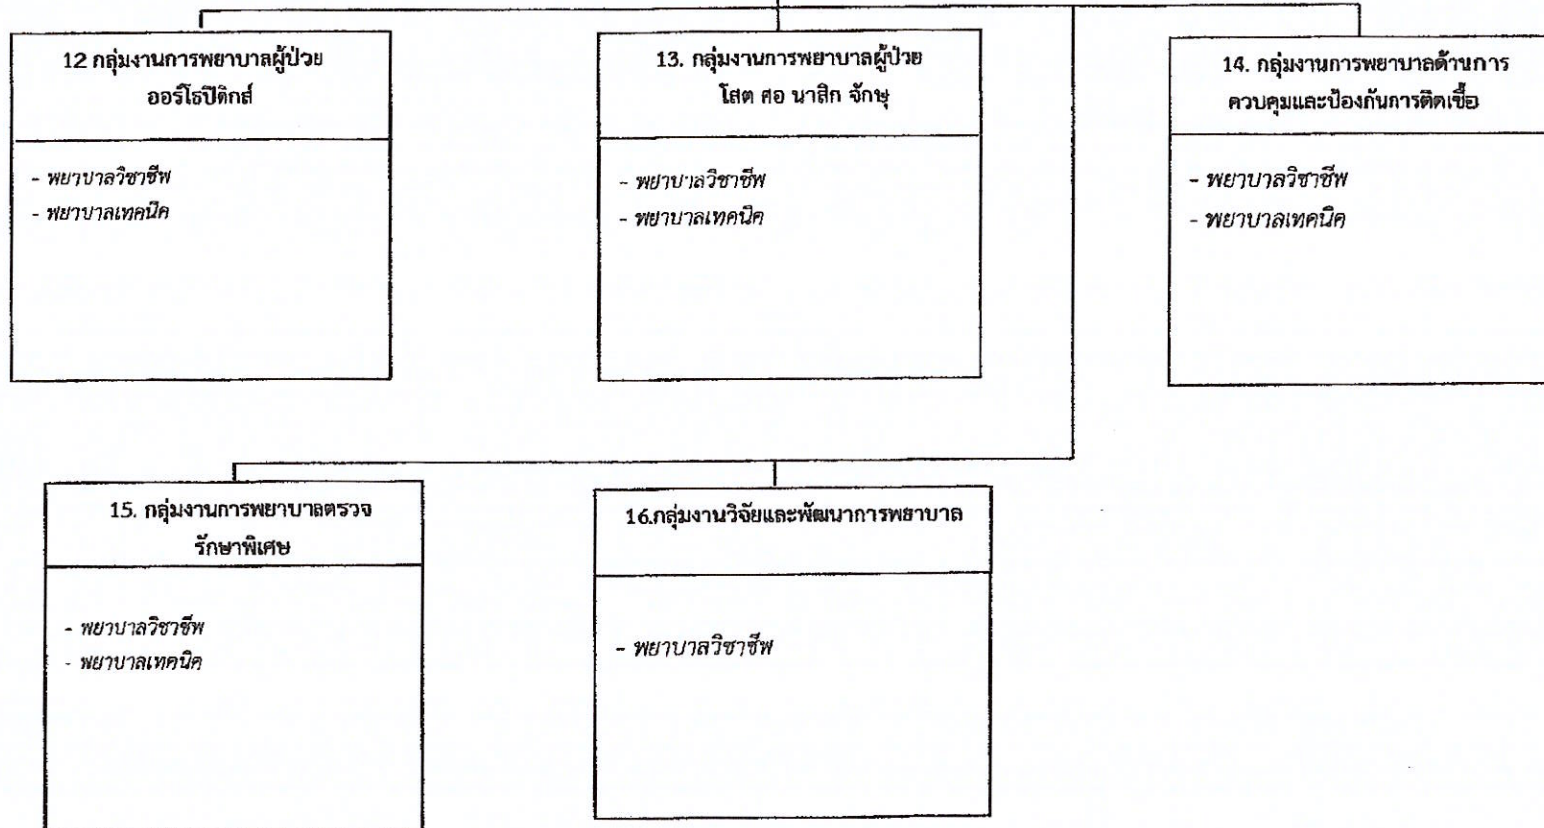 12 กลุ่มงานการพยาบาลผู้ป่วย
ออร์โธปิดิกส์
- พยาบาลวิชาชีพ
- พยาบาลเทคนิค
13. กลุ่มงานการพยาบาลผู้ป่วย
โสต ศอ นาสิก จักษุ
- พยาบาลวิชาชีพ
- พยาบาลเทคนิค
14. กลุ่มงานการพยาบาลด้านการ
ควบคุมและป้องกันการติดเชื้อ
- พยาบาลวิชาชีพ
- พยาบาลเทคนิค
15. กลุ่มงานการพยาบาลตรวจ
รักษาพิเศษ
- พยาบาลวิชาชีพ
- พยาบาลเทคนิค
16.กลุ่มงานวิจัยและพัฒนาการพยาบาล
- พยาบาลวิชาชีพ